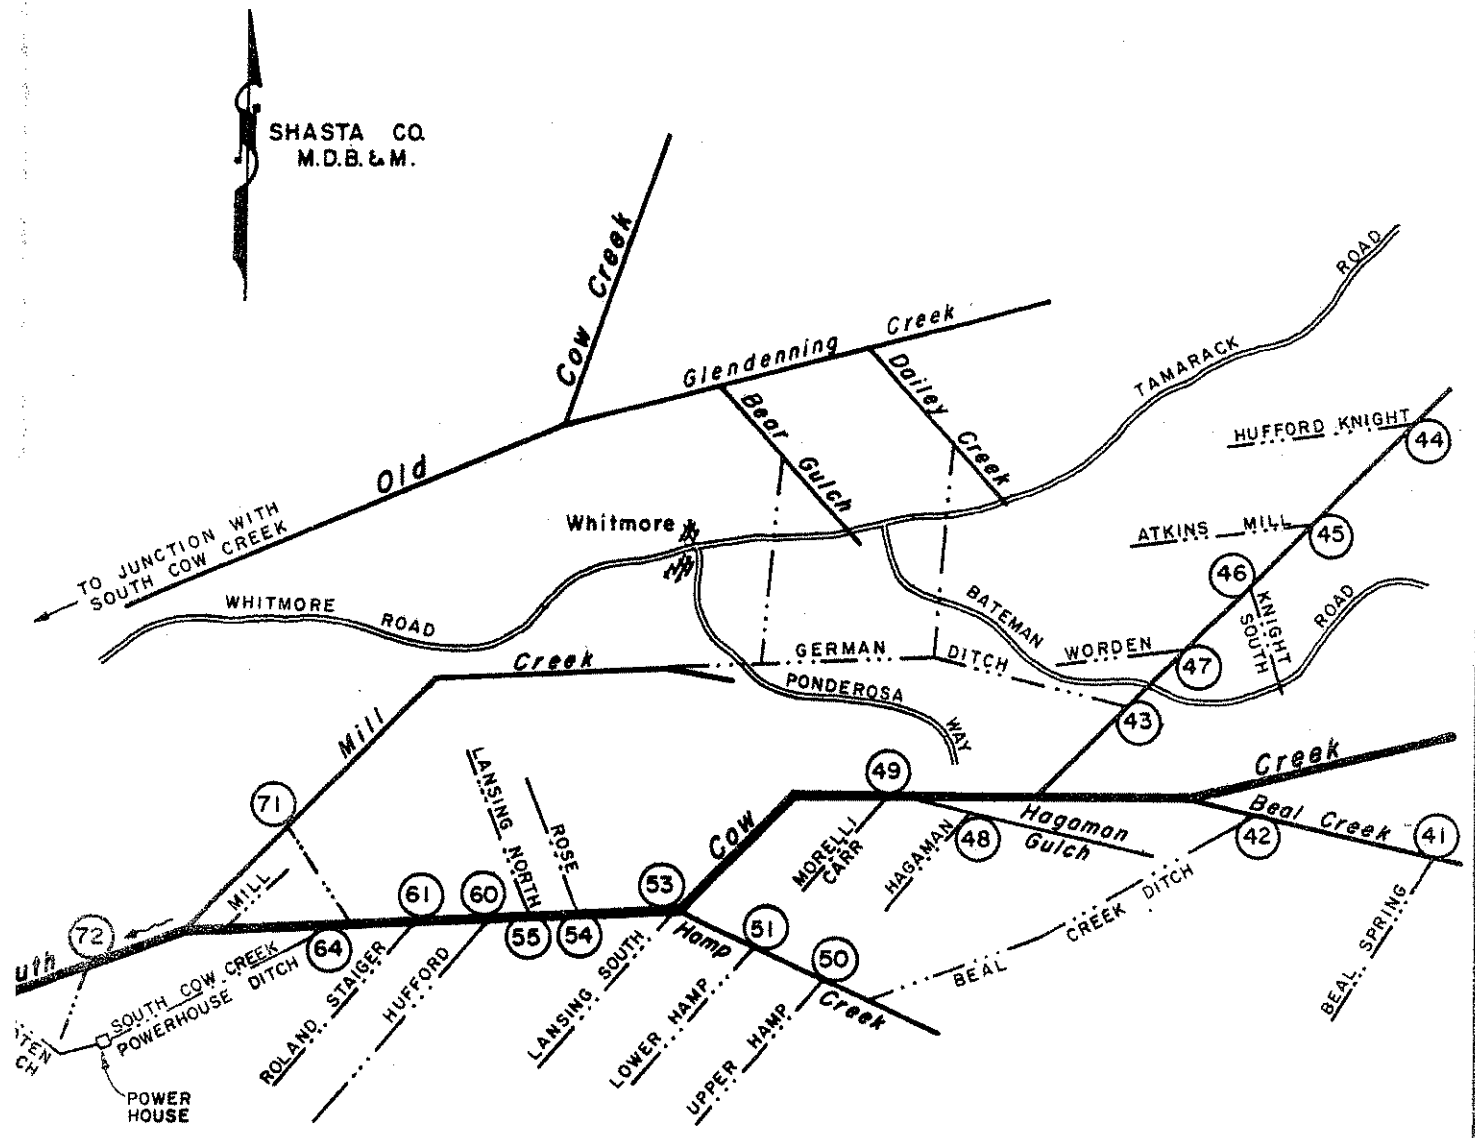 SHASTA CO.
M.D.B.&M.
Cow Creek
Glendenning Creek
Dailey Creek
Bear Gulch
TAMARACK ROAD
HUFFORD KNIGHT
44
Old
TO JUNCTION WITH
SOUTH COW CREEK
Whitmore
ATKINS MILL
45
46
KNIGHT
SOUTH
WHITMORE ROAD
BATEMAN ROAD
WORDEN
47
GERMAN DITCH
43
PONDEROSA WAY
Mill Creek
Creek
49
71
LANSING NORTH
ROSE
Cow
MORELLI
CARR
HAGAMAN
48
Hagaman
Gulch
Beal Creek
42
41
MILL
61
60
55
54
53
51
50
72
uth
64
SOUTH COW CREEK
POWERHOUSE DITCH
ROLAND STAIGER
HUFFORD
LANSING SOUTH
Hamp Creek
LOWER HAMP
UPPER HAMP
BEAL CREEK DITCH
BEAL SPRING
TEN
CH
POWER
HOUSE